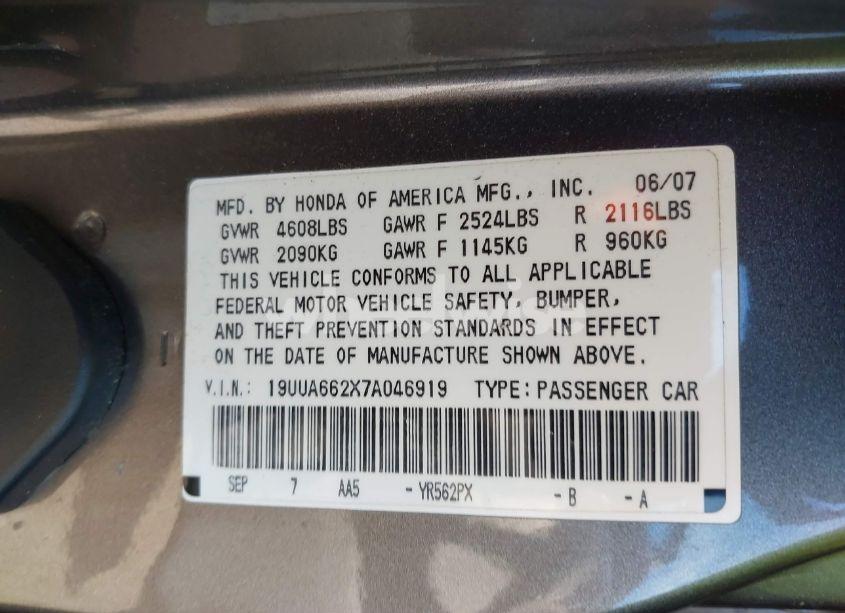 MFD. BY HONDA OF AMERICA MFG., INC. 06/07
GVWR 4608LBS GAWR F 2524LBS R 2116LBS
GVWR 2090KG GAWR F 1145KG R 960KG
THIS VEHICLE CONFORMS TO ALL APPLICABLE
FEDERAL MOTOR VEHICLE SAFETY, BUMPER,
AND THEFT PREVENTION STANDARDS IN EFFECT
ON THE DATE OF MANUFACTURE SHOWN ABOVE.
V.I.N.: 19UUA662X7A046919 TYPE: PASSENGER CAR
SEP 7 AA5 -YR562PX -B -A